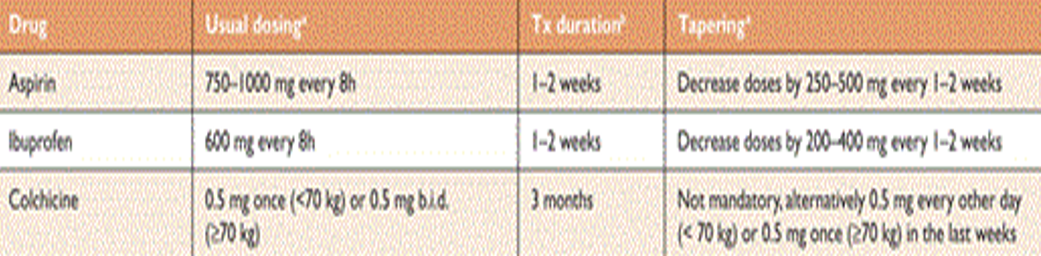 Drug Usual dosingᵃ Tx durationᵇ Taperingᵃ
Aspirin 750–1000 mg every 8h 1–2 weeks Decrease doses by 250–500 mg every 1–2 weeks
Ibuprofen 600 mg every 8h 1–2 weeks Decrease doses by 200–400 mg every 1–2 weeks
Colchicine 0.5 mg once (<70 kg) or 0.5 mg b.i.d. 3 months Not mandatory, alternatively 0.5 mg every other day
(≥70 kg) (< 70 kg) or 0.5 mg once (≥70 kg) in the last weeks